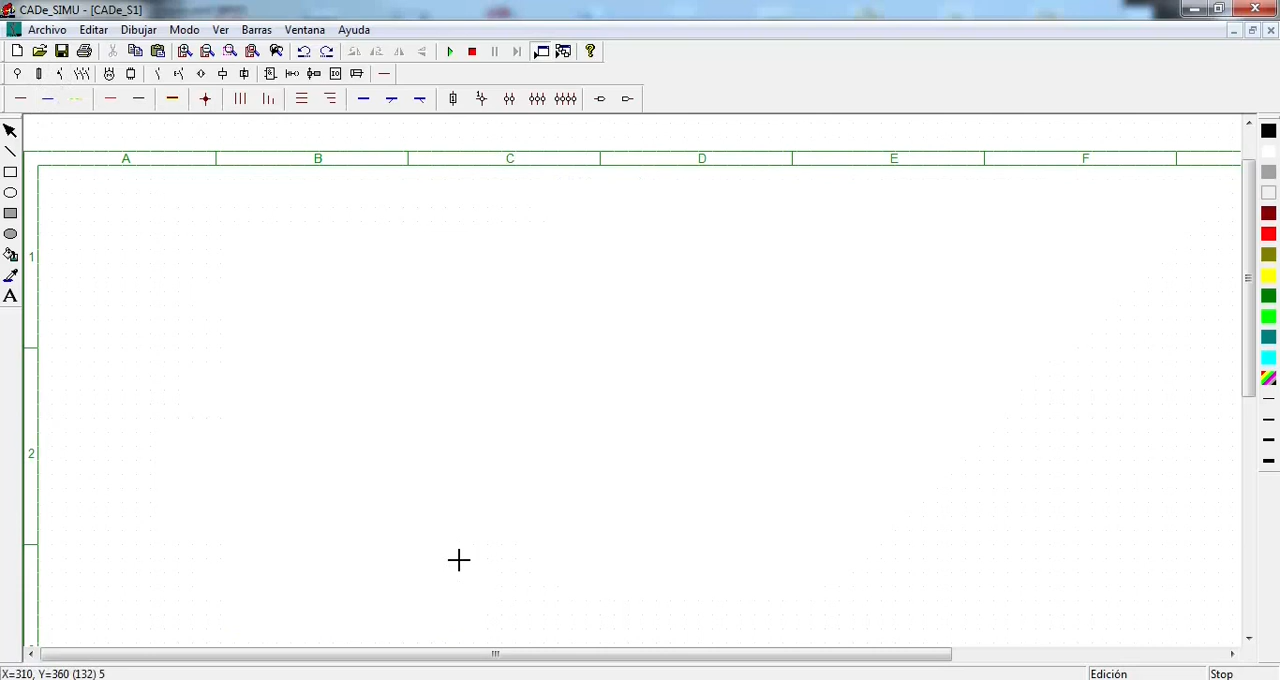 CADe_SIMU - [CADe_S1]
Archivo Editar Dibujar Modo Ver Barras Ventana Ayuda
A B C D E F
1
2
A
X=310, Y=360 (132) 5 Edición Stop